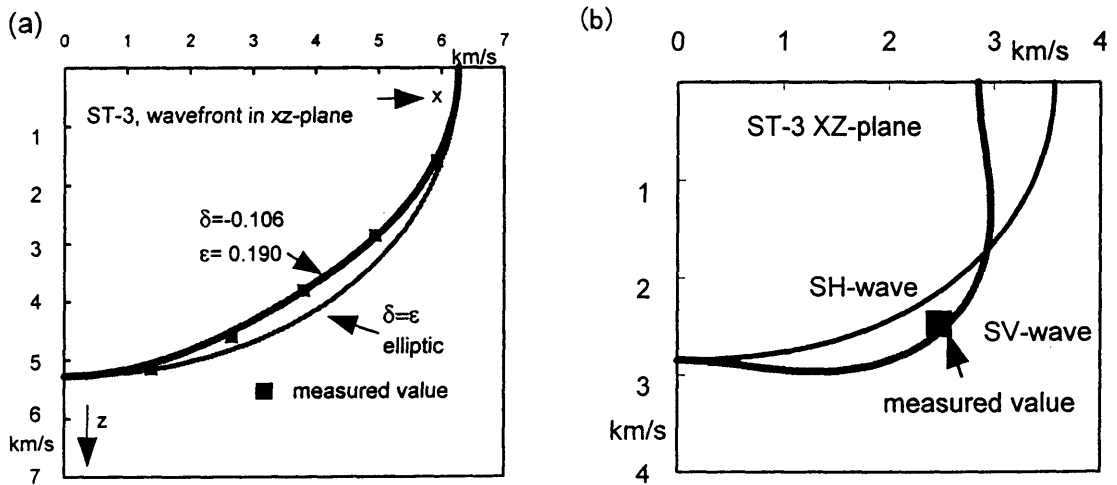 (a)
0 1 2 3 4 5 6 7
km/s
x
ST-3, wavefront in xz-plane
1
2
3
4
5
6
km/s
7
δ=-0.106
ε= 0.190
δ=ε
elliptic
measured value
z
(b)
0 1 2 3 4
km/s
ST-3 XZ-plane
1
2
3
km/s
4
SH-wave
SV-wave
measured value